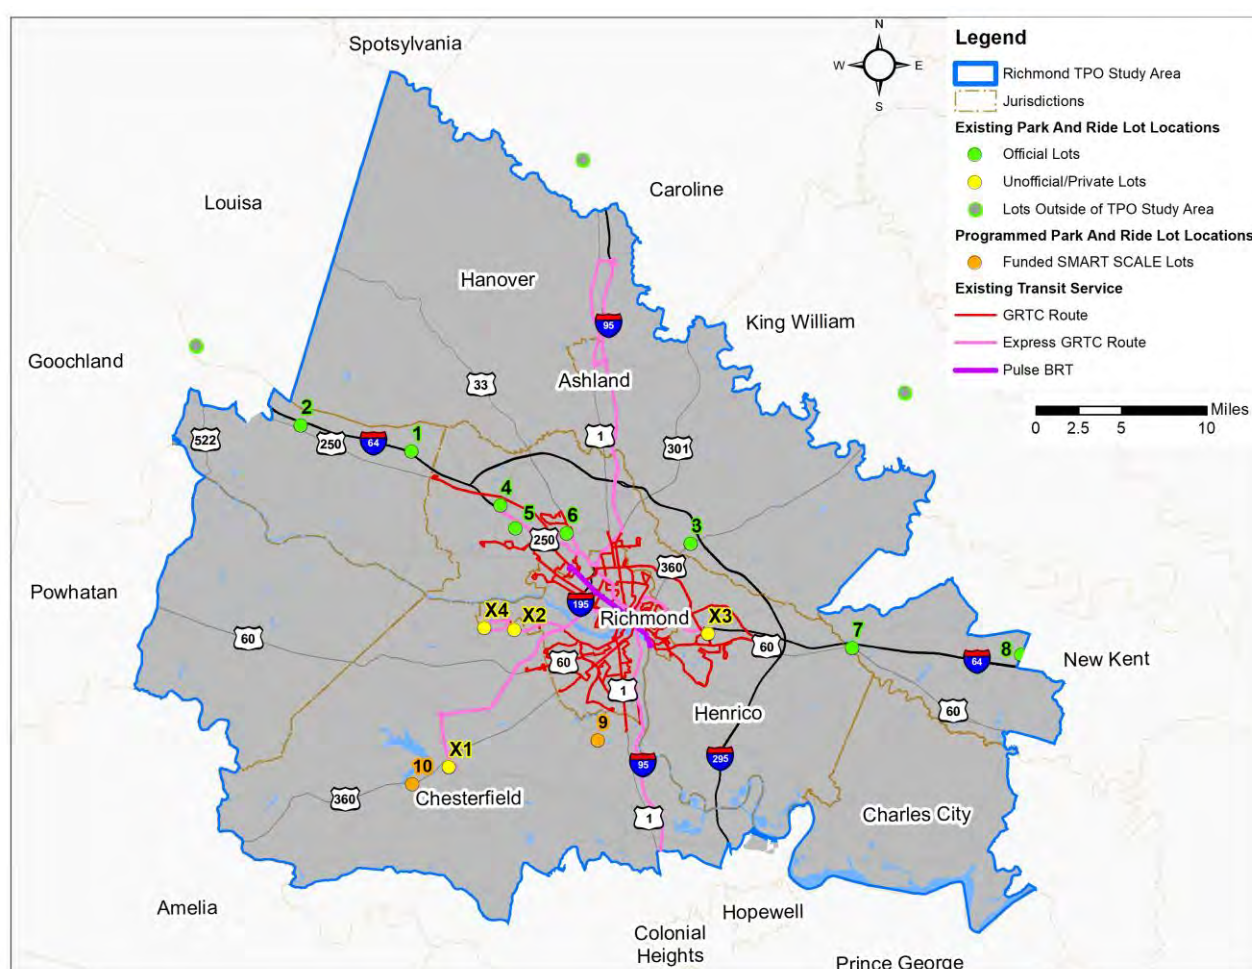 Spotsylvania
N
W
E
S
Legend
Richmond TPO Study Area
Jurisdictions
Existing Park And Ride Lot Locations
Official Lots
Unofficial/Private Lots
Lots Outside of TPO Study Area
Programmed Park And Ride Lot Locations
Funded SMART SCALE Lots
Existing Transit Service
GRTC Route
Express GRTC Route
Pulse BRT
Miles
0 2.5 5 10
Caroline
Louisa
Hanover
King William
95
Goochland
33
Ashland
2
522
250
64
1
1
301
4
5
6
250
3
360
Powhatan
X4
X2
195
Richmond
X3
60
60
60
7
8
64
New Kent
60
1
Henrico
9
X1
10
95
295
360
Chesterfield
1
Charles City
Amelia
Hopewell
Colonial
Heights
Prince George